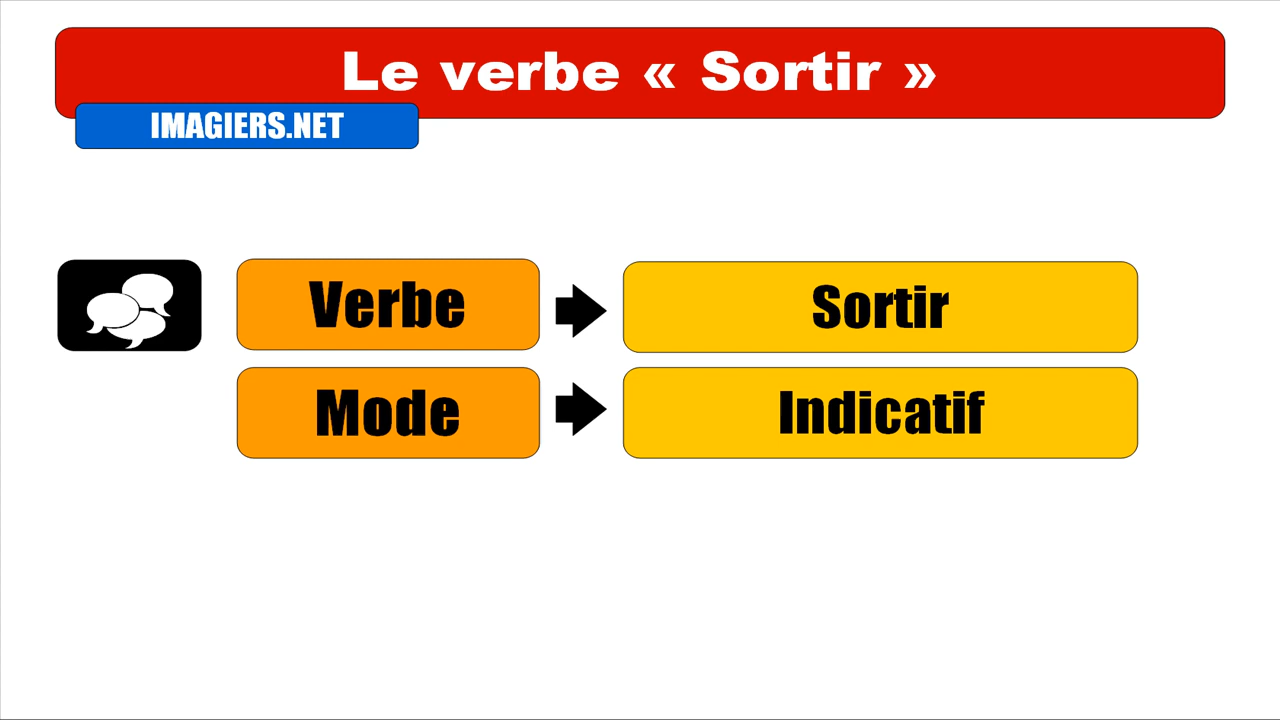 Le verbe « Sortir »
IMAGIERS.NET
Verbe Sortir
Mode Indicatif